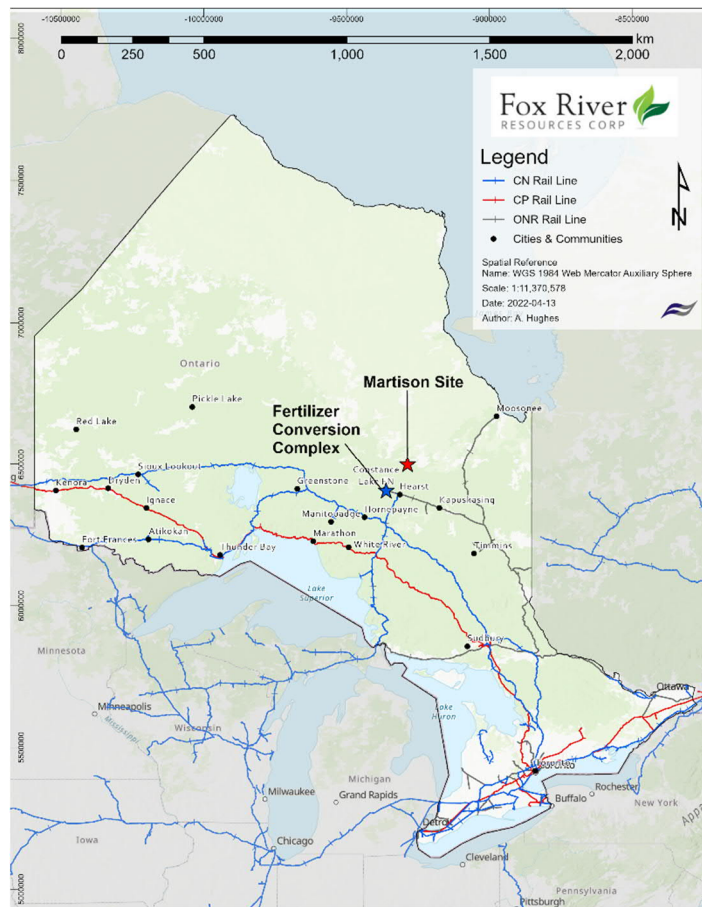 -10500000 -10000000 -9500000 -9000000 -8500000
8000000
km
0 250 500 1,000 1,500 2,000
Fox River
RESOURCES CORP
Legend
CN Rail Line
CP Rail Line
ONR Rail Line
Cities & Communities
N
Spatial Reference
Name: WGS 1984 Web Mercator Auxiliary Sphere
Scale: 1:11,370,578
Date: 2022-04-13
Author: A. Hughes
7500000
7000000
Ontario
Martison Site
Pickle Lake
Fertilizer
Conversion
Complex
Moosonee
Red Lake
6500000
Constance
Lake F.N
Sioux Lookout
Kenora
Dryden
Greenstone
Hearst
Ignace
Kapuskasing
Manitouadge
Hornepayne
Atikokan
Marathon
Fort Frances
White River
Thunder Bay
Timmins
Lake
Superior
6000000
Sudbury
Minnesota
Ottawa
Minneapolis
Mississippi
Wisconsin
Lake
Huron
5500000
Toronto
Michigan
Milwaukee
Grand Rapids
Buffalo
Rochester
New York
Detroit
Iowa
Chicago
Cleveland
Pennsylvania
5000000
Pittsburgh